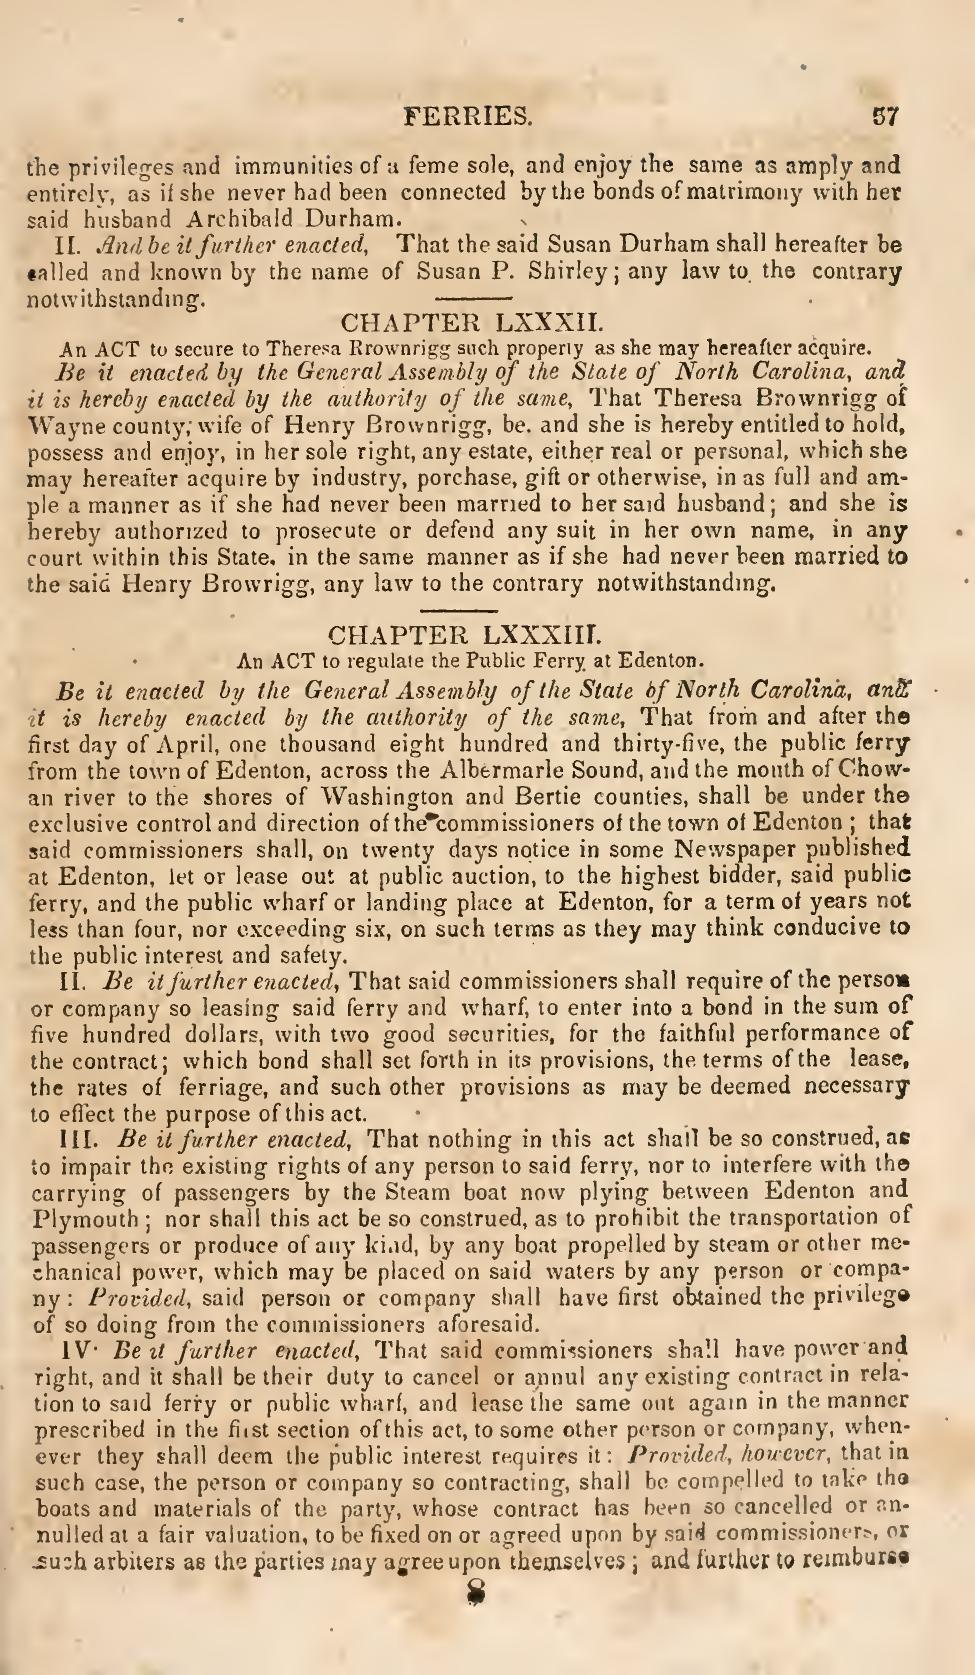 FERRIES. 57
the privileges and immunities of a feme sole, and enjoy the same as amply and
entirely, as if she never had been connected by the bonds of matrimony with her
said husband Archibald Durham.
II. And be it further enacted, That the said Susan Durham shall hereafter be
called and known by the name of Susan P. Shirley; any law to the contrary
notwithstanding.
CHAPTER LXXXII.
An ACT to secure to Theresa Brownrigg such property as she may hereafter acquire.
Be it enacted by the General Assembly of the State of North Carolina, and
it is hereby enacted by the authority of the same, That Theresa Brownrigg of
Wayne county, wife of Henry Brownrigg, be. and she is hereby entitled to hold,
possess and enjoy, in her sole right, any estate, either real or personal, which she
may hereafter acquire by industry, porchase, gift or otherwise, in as full and am-
ple a manner as if she had never been married to her said husband; and she is
hereby authorized to prosecute or defend any suit in her own name, in any
court within this State. in the same manner as if she had never been married to
the said Henry Browrigg, any law to the contrary notwithstanding.
CHAPTER LXXXIII.
An ACT to regulate the Public Ferry at Edenton.
Be it enacted by the General Assembly of the State of North Carolina, and
it is hereby enacted by the authority of the same, That from and after the
first day of April, one thousand eight hundred and thirty-five, the public ferry
from the town of Edenton, across the Albermarle Sound, and the mouth of Chow-
an river to the shores of Washington and Bertie counties, shall be under the
exclusive control and direction of the commissioners of the town of Edenton; that
said commissioners shall, on twenty days notice in some Newspaper published
at Edenton, let or lease out at public auction, to the highest bidder, said public
ferry, and the public wharf or landing place at Edenton, for a term of years not
less than four, nor exceeding six, on such terms as they may think conducive to
the public interest and safety.
II. Be it further enacted, That said commissioners shall require of the person
or company so leasing said ferry and wharf, to enter into a bond in the sum of
five hundred dollars, with two good securities, for the faithful performance of
the contract; which bond shall set forth in its provisions, the terms of the lease,
the rates of ferriage, and such other provisions as may be deemed necessary
to effect the purpose of this act.
III. Be it further enacted, That nothing in this act shall be so construed, as
to impair the existing rights of any person to said ferry, nor to interfere with the
carrying of passengers by the Steam boat now plying between Edenton and
Plymouth; nor shall this act be so construed, as to prohibit the transportation of
passengers or produce of any kind, by any boat propelled by steam or other me-
chanical power, which may be placed on said waters by any person or compa-
ny: Provided, said person or company shall have first obtained the privilege
of so doing from the commissioners aforesaid.
IV. Be it further enacted, That said commissioners shall have power and
right, and it shall be their duty to cancel or annul any existing contract in rela-
tion to said ferry or public wharf, and lease the same out again in the manner
prescribed in the first section of this act, to some other person or company, when-
ever they shall deem the public interest requires it: Provided, however, that in
such case, the person or company so contracting, shall be compelled to take the
boats and materials of the party, whose contract has been so cancelled or an-
nulled at a fair valuation, to be fixed on or agreed upon by said commissioners, or
such arbiters as the parties may agree upon themselves; and further to reimburse
8